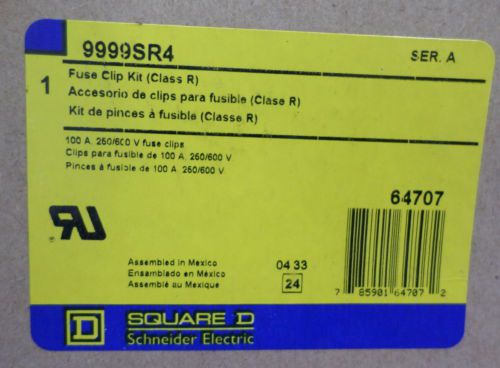 9999SR4
SER. A
1
Fuse Clip Kit (Class R)
Accesorio de clips para fusible (Clase R)
Kit de pinces à fusible (Classe R)
100 A, 250/600 V fuse clips
Clips para fusible de 100 A, 250/600 V
Pinces à fusible de 100 A, 250/600 V
64707
RU
Assembled in Mexico
Ensamblado en México
Assemblé au Mexique
04 33
24
7 85901 64707 2
D SQUARE D
Schneider Electric